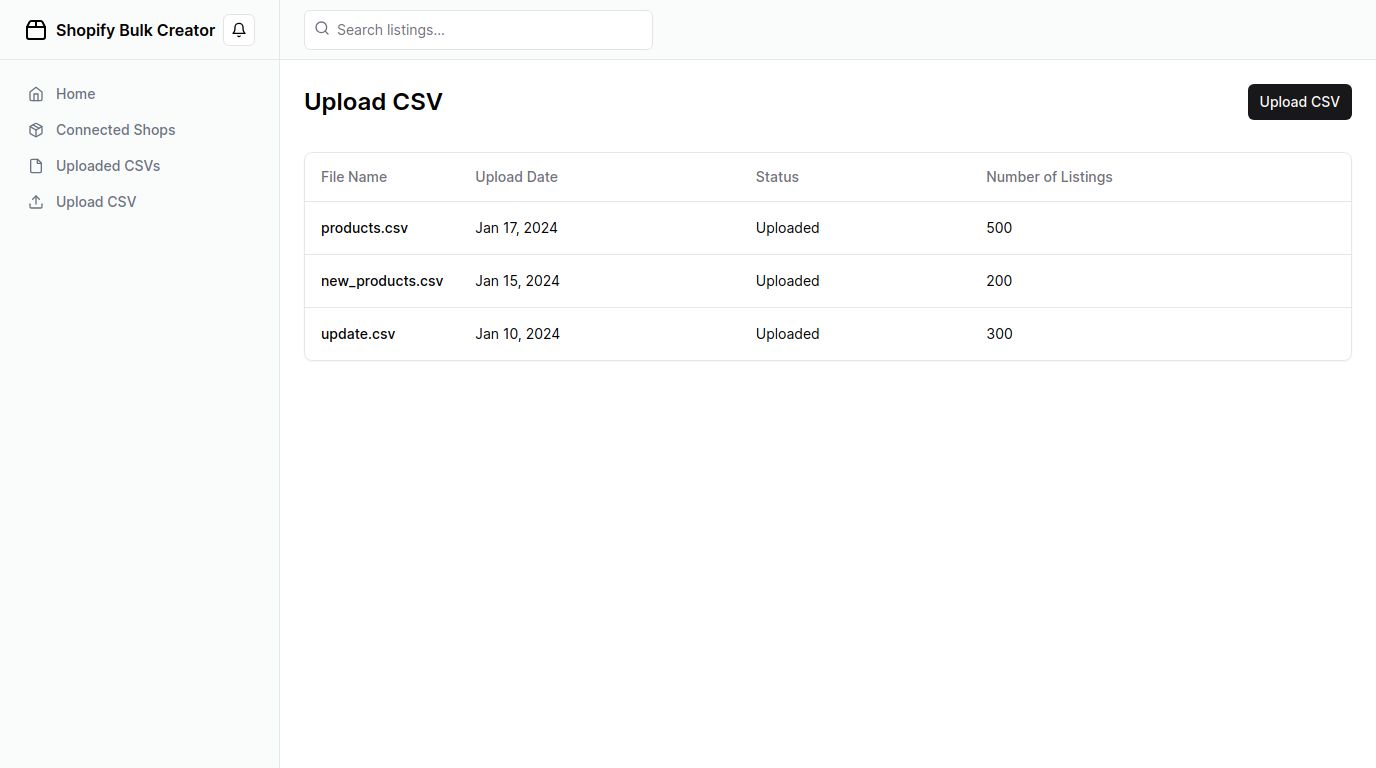 Shopify Bulk Creator
Search listings...
Home
Connected Shops
Uploaded CSVs
Upload CSV
Upload CSV
Upload CSV
File Name Upload Date Status Number of Listings
products.csv Jan 17, 2024 Uploaded 500
new_products.csv Jan 15, 2024 Uploaded 200
update.csv Jan 10, 2024 Uploaded 300